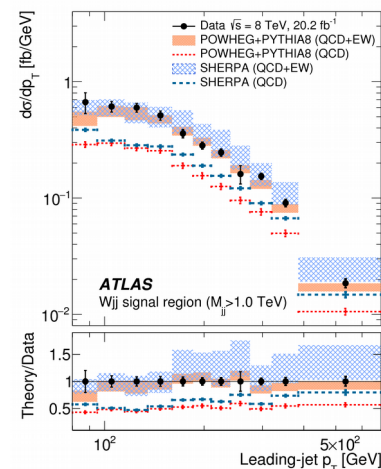 dσ/dp_T [fb/GeV]
Data √s = 8 TeV, 20.2 fb⁻¹
POWHEG+PYTHIA8 (QCD+EW)
POWHEG+PYTHIA8 (QCD)
SHERPA (QCD+EW)
SHERPA (QCD)
1
10⁻¹
10⁻²
ATLAS
Wjj signal region (M_jj>1.0 TeV)
Theory/Data
1.5
1.0
0.5
10²
5×10²
Leading-jet p_T [GeV]